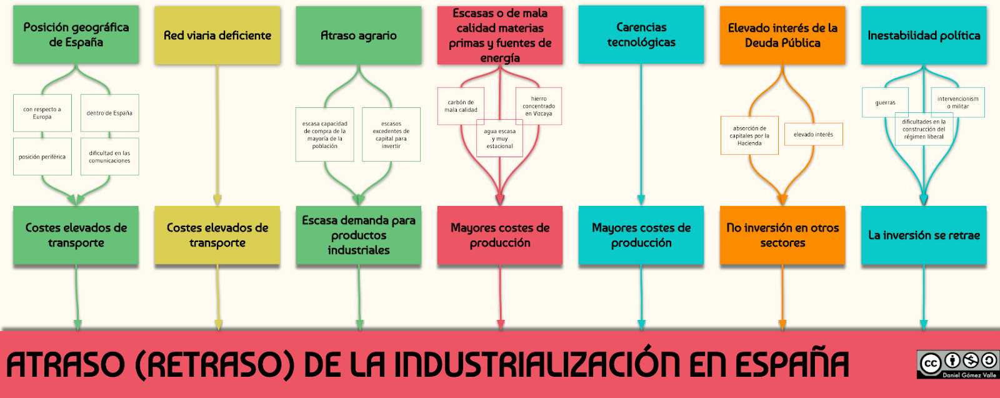 Posición geográfica
de España
Red viaria deficiente
Atraso agrario
Escasas o de mala
calidad materias
primas y fuentes de
energía
Carencias
tecnológicas
Elevado interés de la
Deuda Pública
Inestabilidad política
con respecto a
Europa
dentro de España
posición periférica
dificultad en las
comunicaciones
escasa capacidad
de compra de la
mayoría de la
población
escasos
excedentes de
capital para
invertir
carbón de
mala calidad
agua escasa
y muy
estacional
hierro
concentrado
en Vizcaya
absorción de
capitales por la
Hacienda
elevado interés
guerras
dificultades en la
construcción del
régimen liberal
intervencionism
o militar
Costes elevados de
transporte
Costes elevados de
transporte
Escasa demanda para
productos
industriales
Mayores costes de
producción
Mayores costes de
producción
No inversión en otros
sectores
La inversión se retrae
ATRASO (RETRASO) DE LA INDUSTRIALIZACIÓN EN ESPAÑA
cc
Daniel Gómez Valle